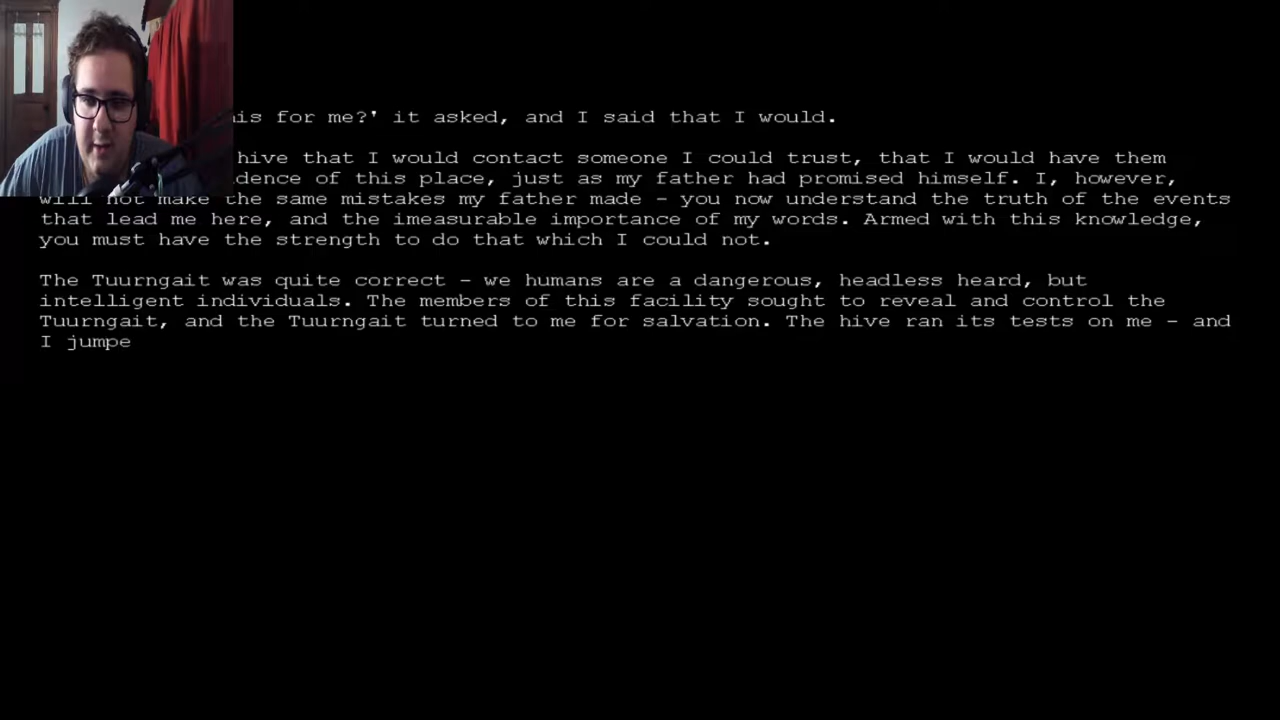 his for me?' it asked, and I said that I would.
hive that I would contact someone I could trust, that I would have them
dence of this place, just as my father had promised himself. I, however,
will not make the same mistakes my father made - you now understand the truth of the events
that lead me here, and the imeasurable importance of my words. Armed with this knowledge,
you must have the strength to do that which I could not.
The Tuurngait was quite correct - we humans are a dangerous, headless heard, but
intelligent individuals. The members of this facility sought to reveal and control the
Tuurngait, and the Tuurngait turned to me for salvation. The hive ran its tests on me - and
I jumpe